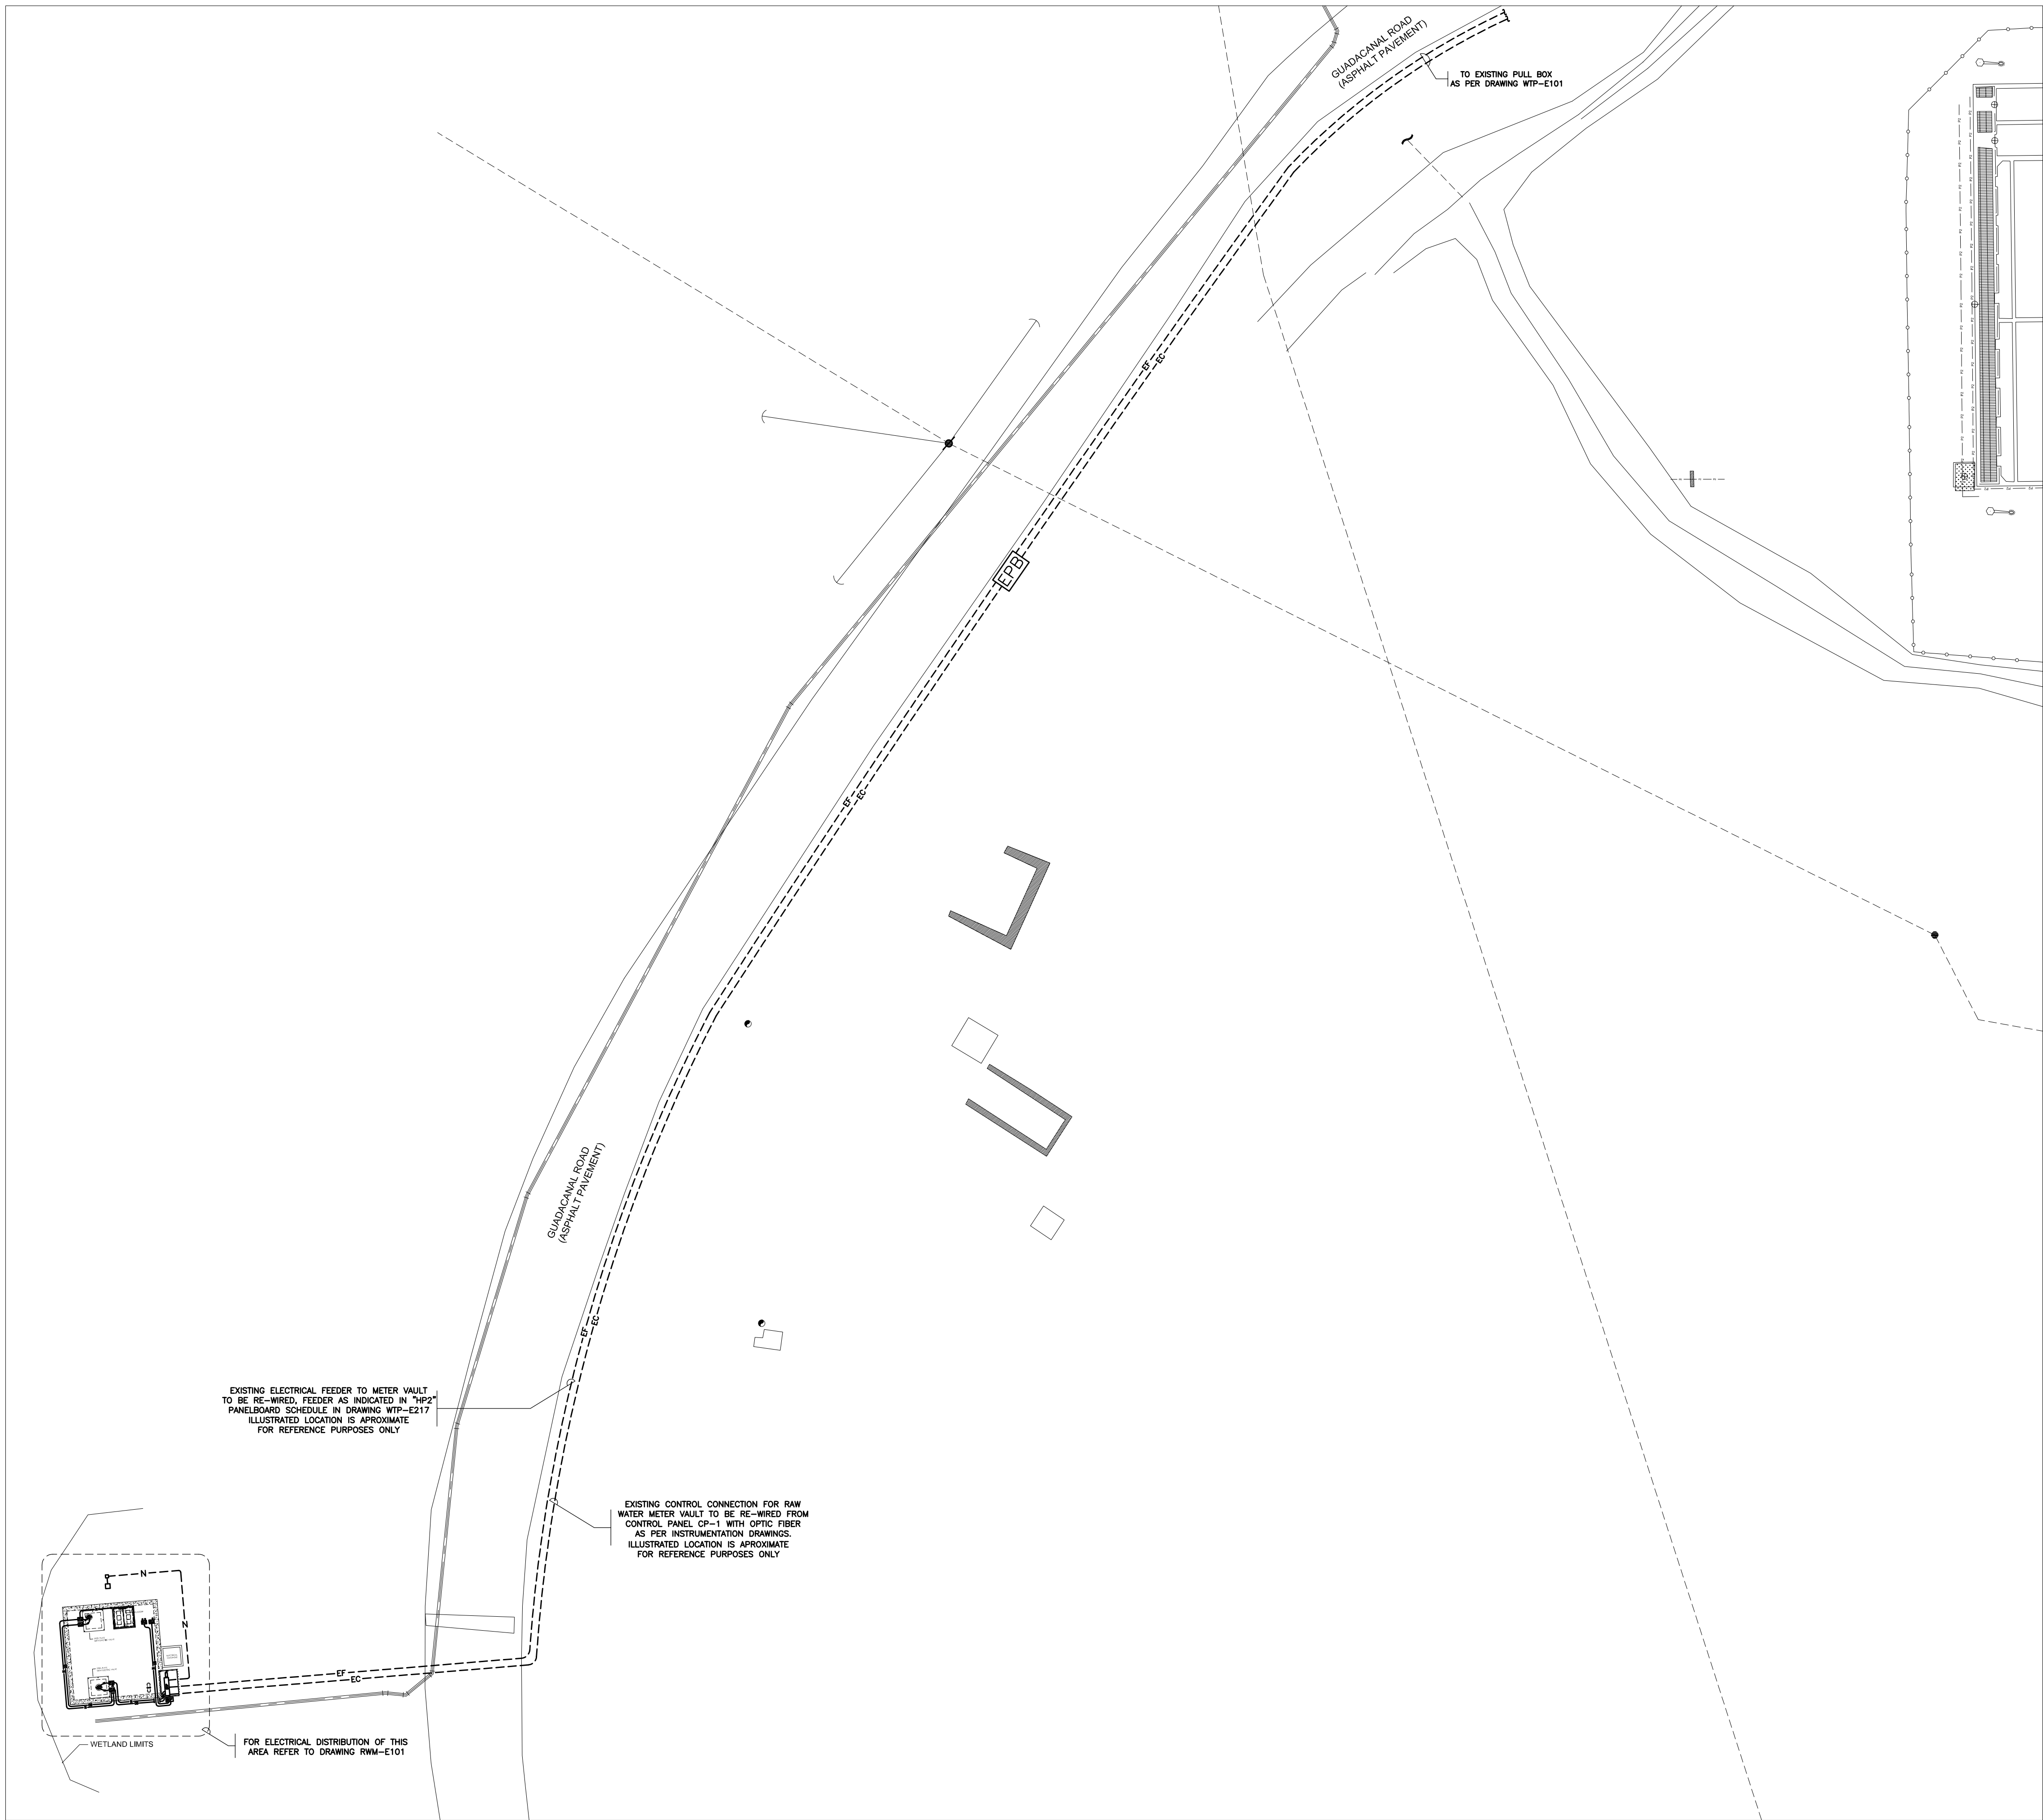 GUADACANAL ROAD
(ASPHALT PAVEMENT)
TO EXISTING PULL BOX
AS PER DRAWING WTP-E101
EF
EC
EPB
EF
EC
GUADACANAL ROAD
(ASPHALT PAVEMENT)
EF
EC
EXISTING ELECTRICAL FEEDER TO METER VAULT
TO BE RE-WIRED, FEEDER AS INDICATED IN "HP2"
PANELBOARD SCHEDULE IN DRAWING WTP-E217
ILLUSTRATED LOCATION IS APROXIMATE
FOR REFERENCE PURPOSES ONLY
EXISTING CONTROL CONNECTION FOR RAW
WATER METER VAULT TO BE RE-WIRED FROM
CONTROL PANEL CP-1 WITH OPTIC FIBER
AS PER INSTRUMENTATION DRAWINGS.
ILLUSTRATED LOCATION IS APROXIMATE
FOR REFERENCE PURPOSES ONLY
N
N
EF
EC
WETLAND LIMITS
FOR ELECTRICAL DISTRIBUTION OF THIS
AREA REFER TO DRAWING RWM-E101